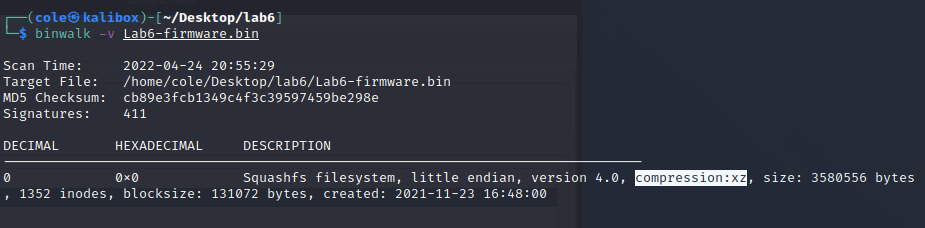 ┌──(cole㉿kalibox)-[~/Desktop/lab6]
└─$ binwalk -v Lab6-firmware.bin
Scan Time:     2022-04-24 20:55:29
Target File:   /home/cole/Desktop/lab6/Lab6-firmware.bin
MD5 Checksum:  cb89e3fcb1349c4f3c39597459be298e
Signatures:    411
DECIMAL       HEXADECIMAL     DESCRIPTION
--------------------------------------------------------------------------------
0             0×0             Squashfs filesystem, little endian, version 4.0, compression:xz, size: 3580556 bytes
, 1352 inodes, blocksize: 131072 bytes, created: 2021-11-23 16:48:00